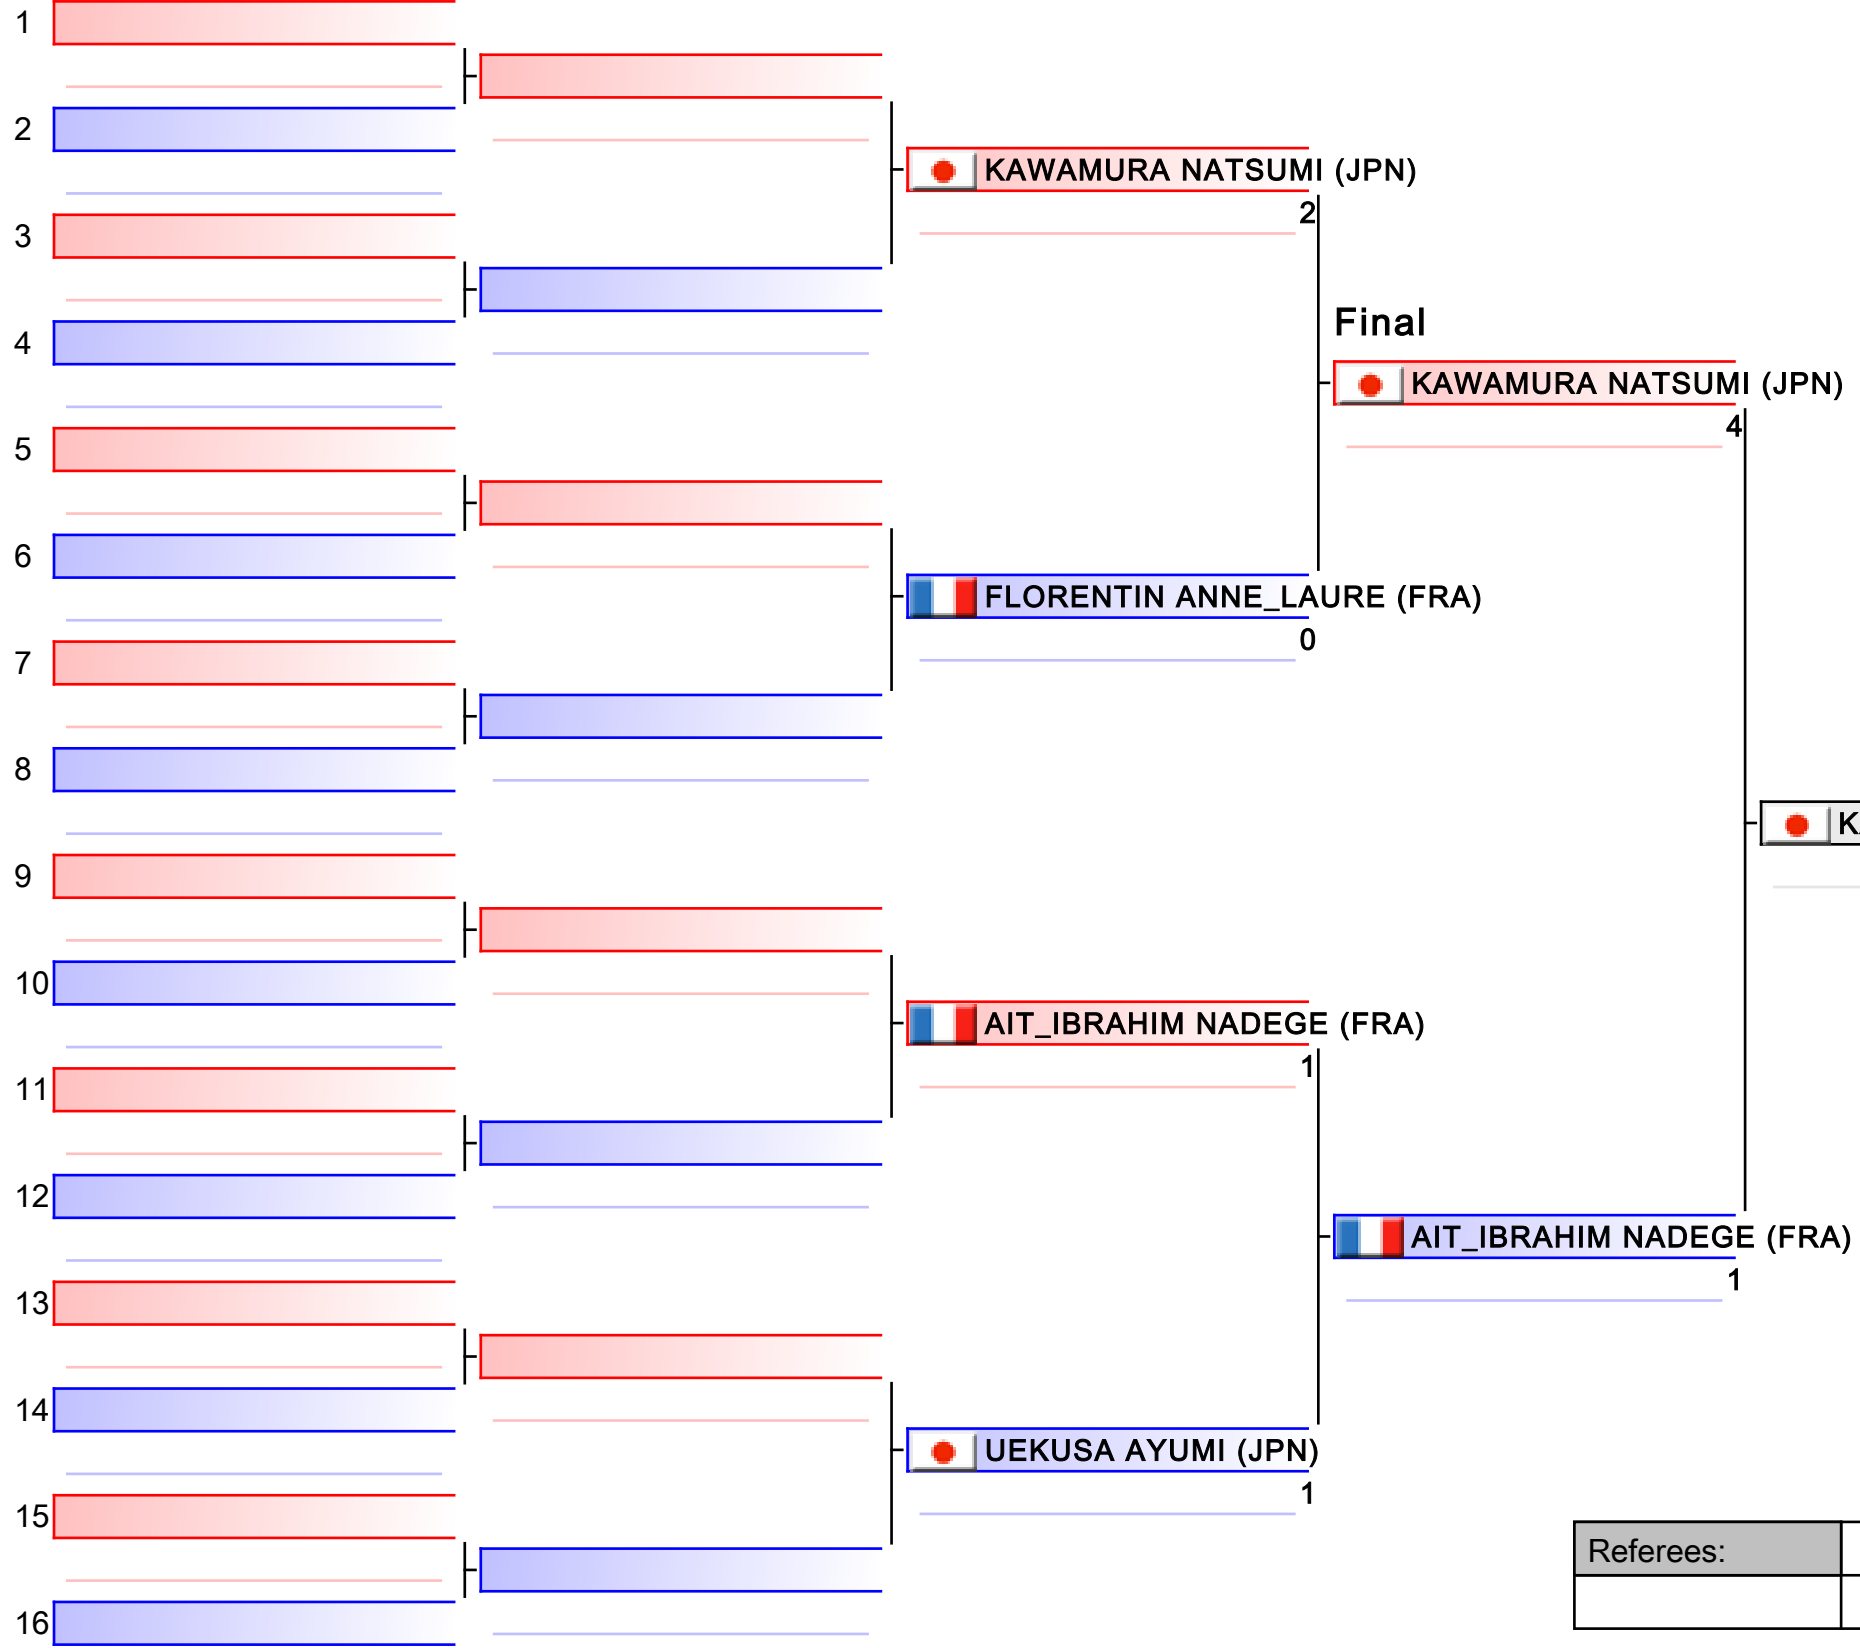 1
2
KAWAMURA NATSUMI (JPN)
2
3
Final
4
KAWAMURA NATSUMI (JPN)
4
5
6
FLORENTIN ANNE_LAURE (FRA)
0
7
8
9
10
AIT_IBRAHIM NADEGE (FRA)
1
11
12
AIT_IBRAHIM NADEGE (FRA)
1
13
14
UEKUSA AYUMI (JPN)
1
15
Referees:
16